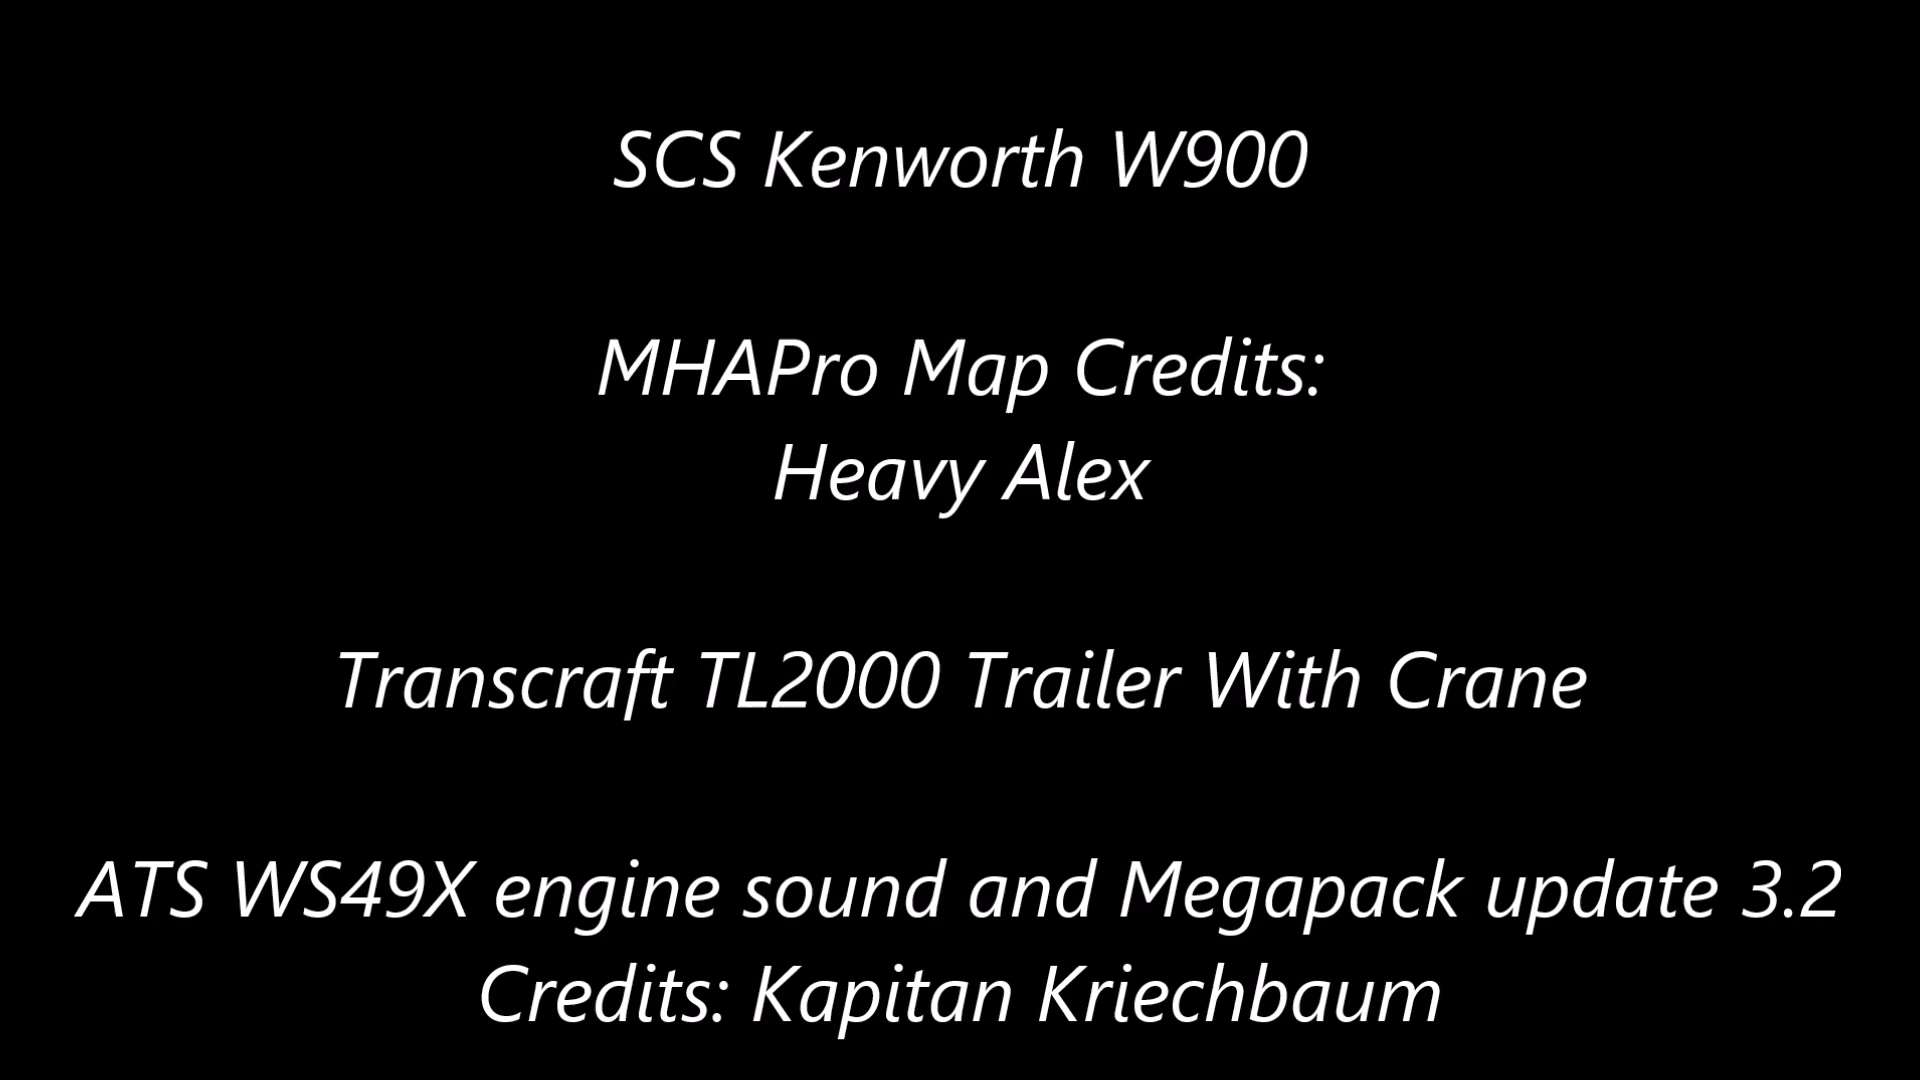 SCS Kenworth W900
MHAPro Map Credits:
Heavy Alex
Transcraft TL2000 Trailer With Crane
ATS WS49X engine sound and Megapack update 3.2
Credits: Kapitan Kriechbaum